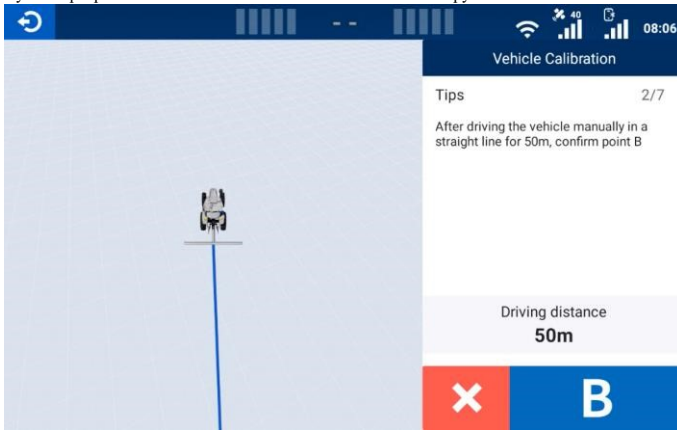 - -
40
08:06
Vehicle Calibration
Tips 2/7
After driving the vehicle manually in a
straight line for 50m, confirm point B
Driving distance
50m
B